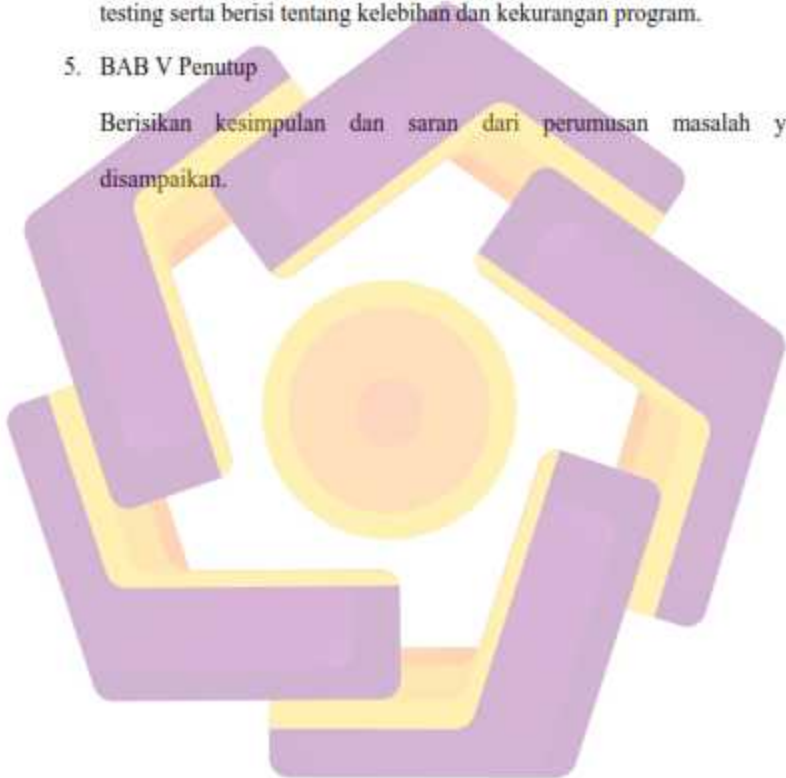 testing serta berisi tentang kelebihan dan kekurangan program.
5. BAB V Penutup
Berisikan kesimpulan dan saran dari perumusan masalah y
disampaikan.